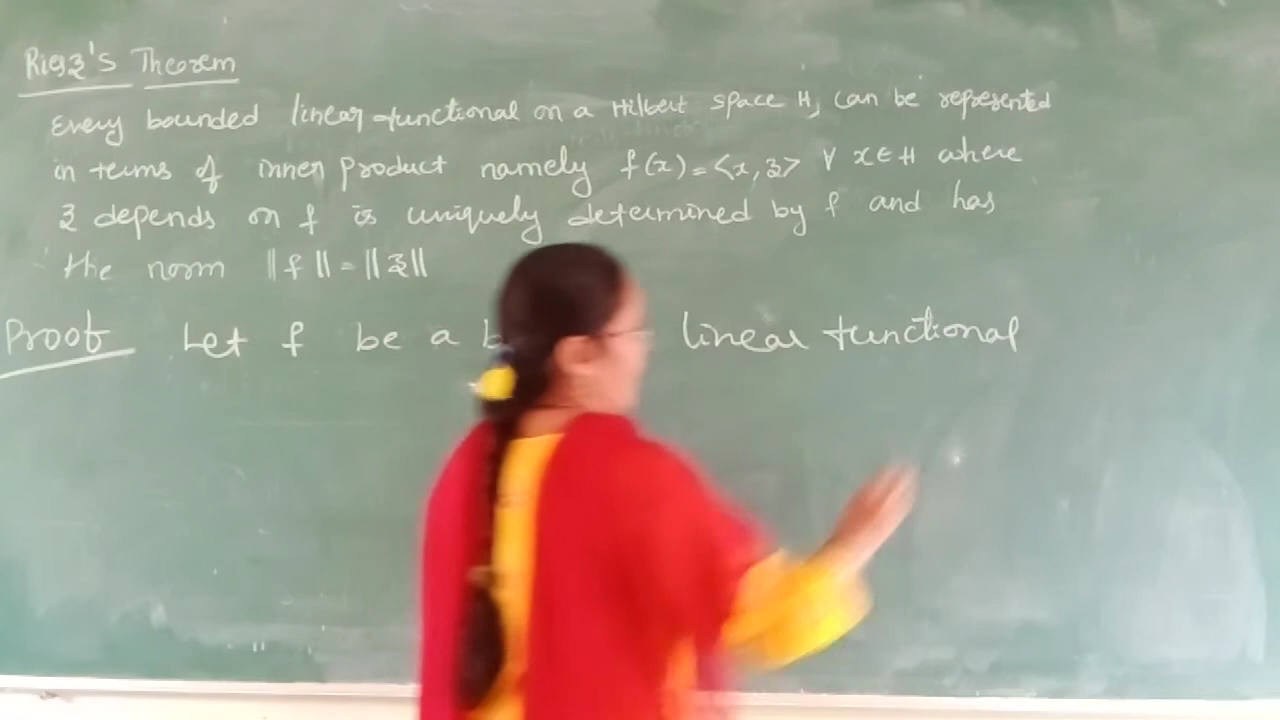 Riesz's Theorem
Every bounded linear functional on a Hilbert space H, can be represented
in terms of inner product namely f(x) = <x, z> ∀ x ∈ H where
z depends on f is uniquely determined by f and has
the norm ||f|| = ||z||
Proof Let f be a linear functional